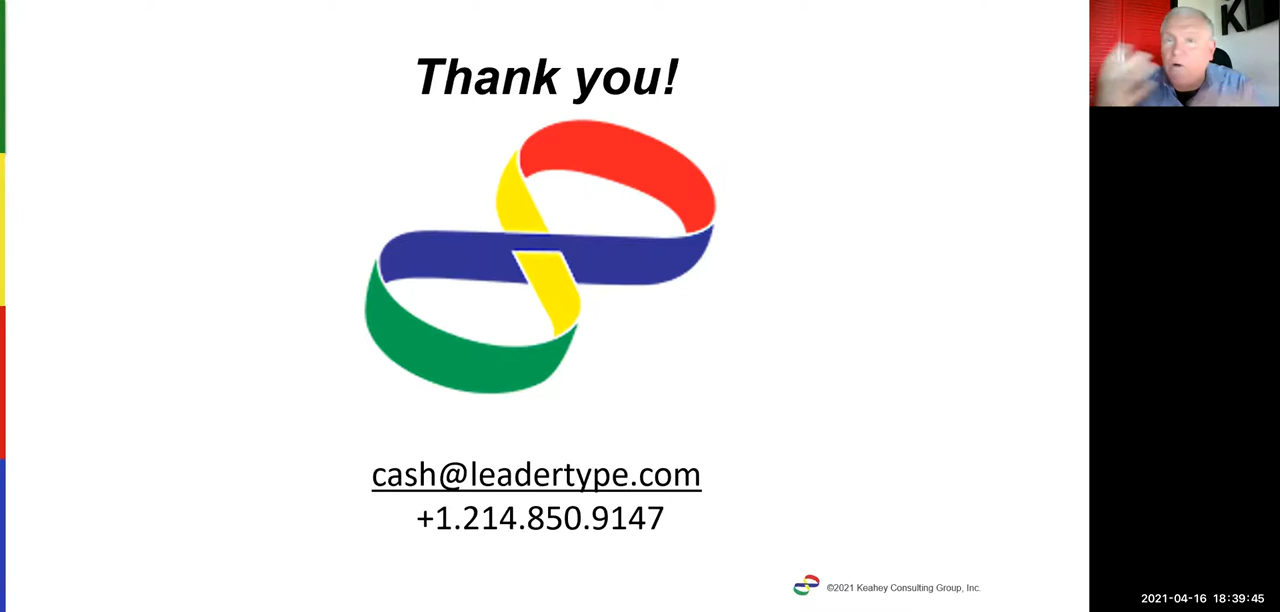 Thank you!
cash@leadertype.com
+1.214.850.9147
©2021 Keahey Consulting Group, Inc.
K
2021-04-16 18:39:45